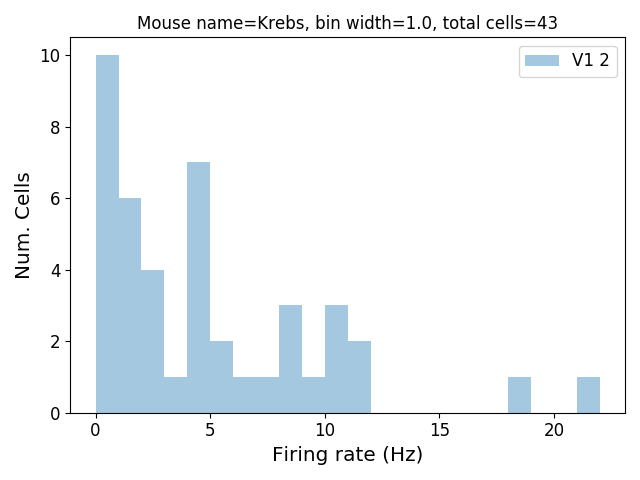 Mouse name=Krebs, bin width=1.0, total cells=43
V1 2
10
8
6
4
2
0
Num. Cells
0 5 10 15 20
Firing rate (Hz)